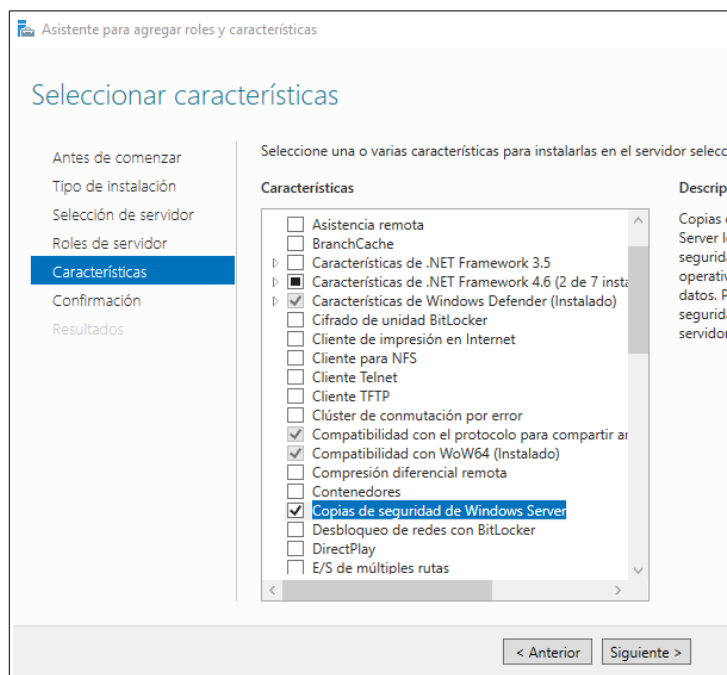 Asistente para agregar roles y características
Seleccionar características
Antes de comenzar
Tipo de instalación
Selección de servidor
Roles de servidor
Características
Confirmación
Resultados
Seleccione una o varias características para instalarlas en el servidor selecc
Características
Asistencia remota
BranchCache
Características de .NET Framework 3.5
Características de .NET Framework 4.6 (2 de 7 insta
Características de Windows Defender (Instalado)
Cifrado de unidad BitLocker
Cliente de impresión en Internet
Cliente para NFS
Cliente Telnet
Cliente TFTP
Clúster de conmutación por error
Compatibilidad con el protocolo para compartir ar
Compatibilidad con WoW64 (Instalado)
Compresión diferencial remota
Contenedores
Copias de seguridad de Windows Server
Desbloqueo de redes con BitLocker
DirectPlay
E/S de múltiples rutas
Descrip
Copias
Server l
segurida
operativ
datos. P
segurida
servidor
< Anterior
Siguiente >